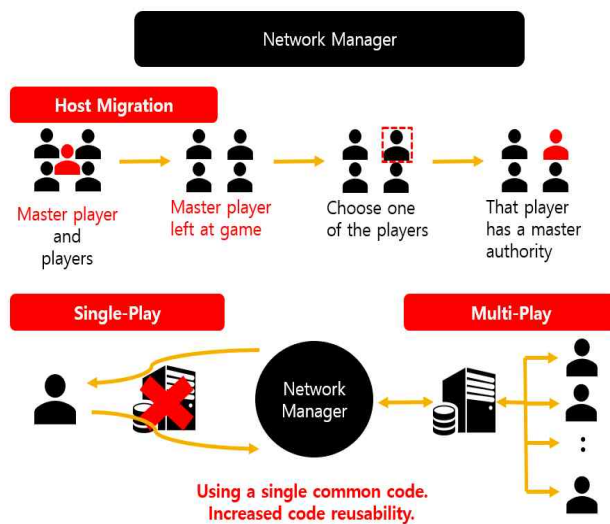 Network Manager
Host Migration
Master player
and
players
Master player
left at game
Choose one
of the players
That player
has a master
authority
Single-Play
Multi-Play
Network
Manager
:
Using a single common code.
Increased code reusability.